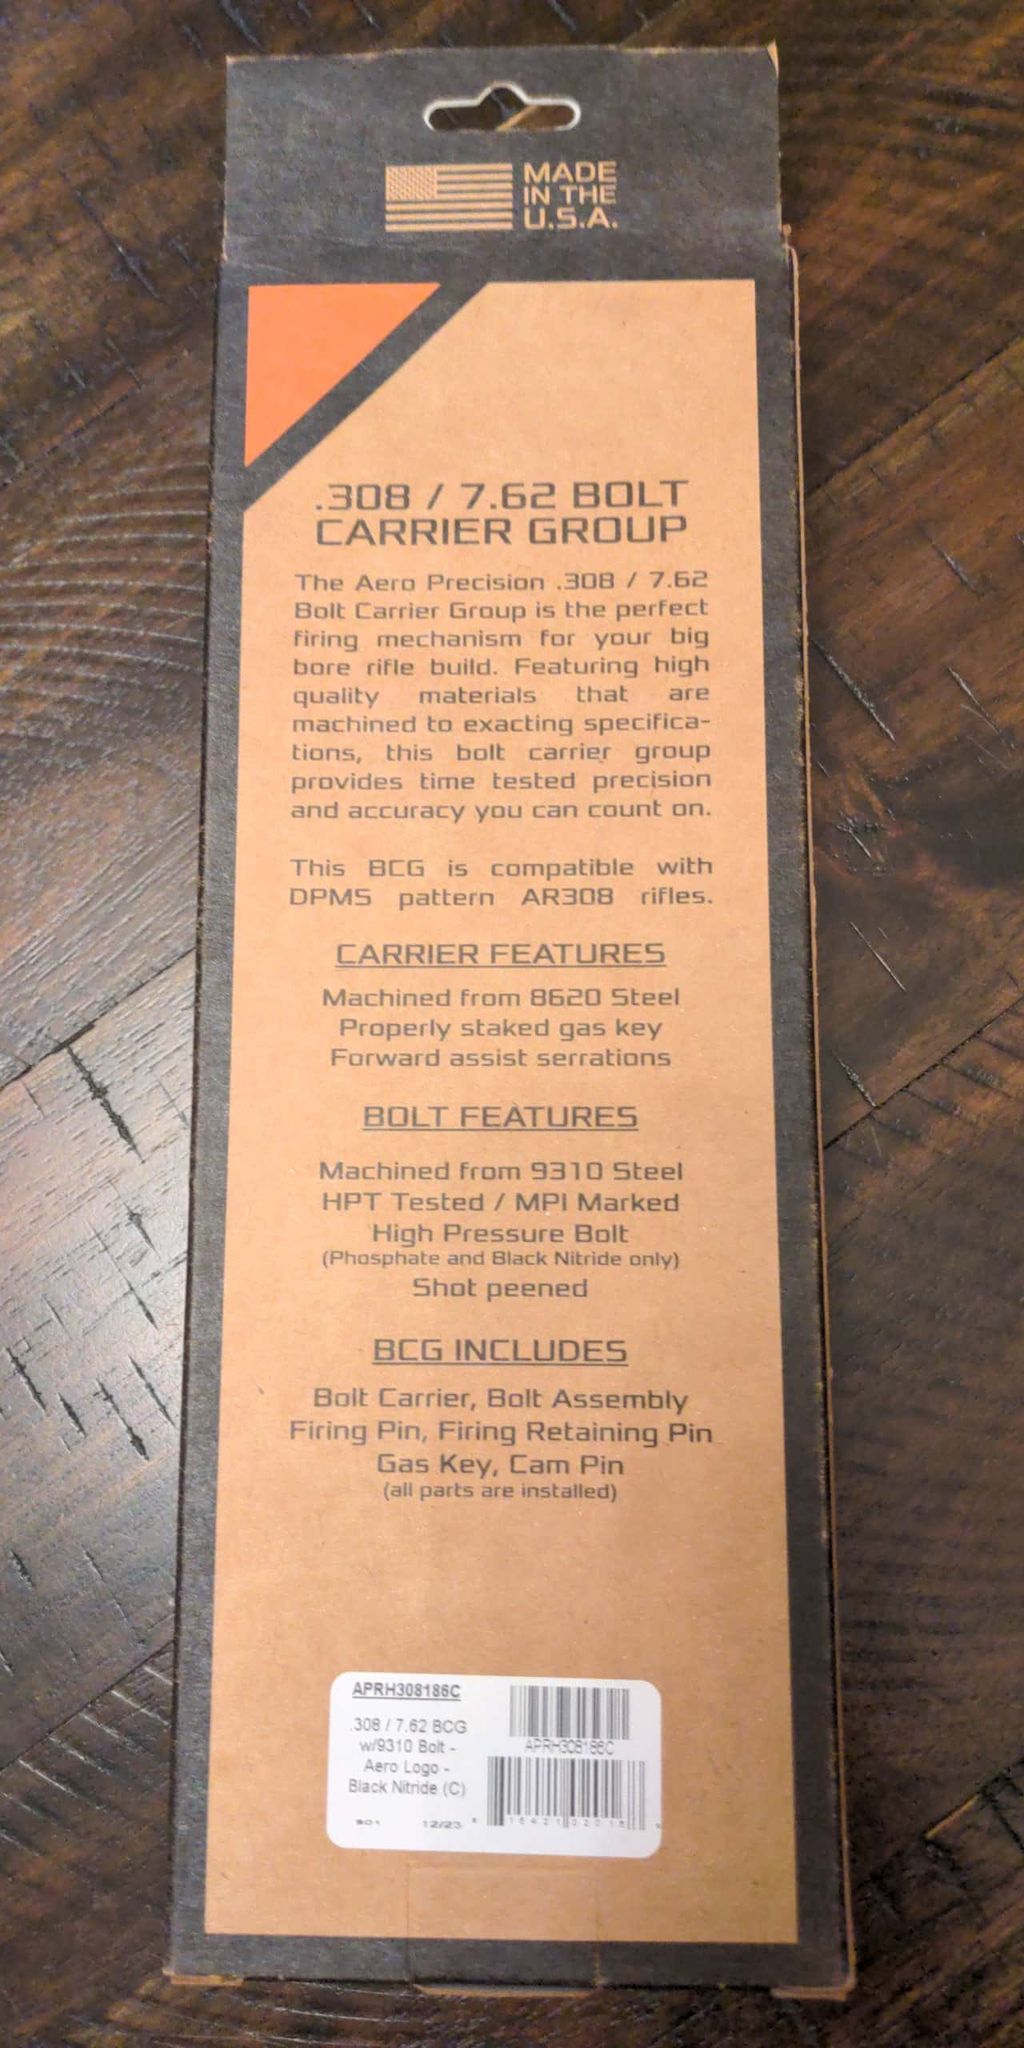 MADE
IN THE
U.S.A.
.308 / 7.62 BOLT
CARRIER GROUP
The Aero Precision .308 / 7.62
Bolt Carrier Group is the perfect
firing mechanism for your big
bore rifle build. Featuring high
quality materials that are
machined to exacting specifica-
tions, this bolt carrier group
provides time tested precision
and accuracy you can count on.
This BCG is compatible with
DPMS pattern AR308 rifles.
CARRIER FEATURES
Machined from 8620 Steel
Properly staked gas key
Forward assist serrations
BOLT FEATURES
Machined from 9310 Steel
HPT Tested / MPI Marked
High Pressure Bolt
(Phosphate and Black Nitride only)
Shot peened
BCG INCLUDES
Bolt Carrier, Bolt Assembly
Firing Pin, Firing Retaining Pin
Gas Key, Cam Pin
(all parts are installed)
APRH308186C
.308 / 7.62 BCG
w/9310 Bolt -
Aero Logo -
Black Nitride (C)
901 12/23
APRH308186C